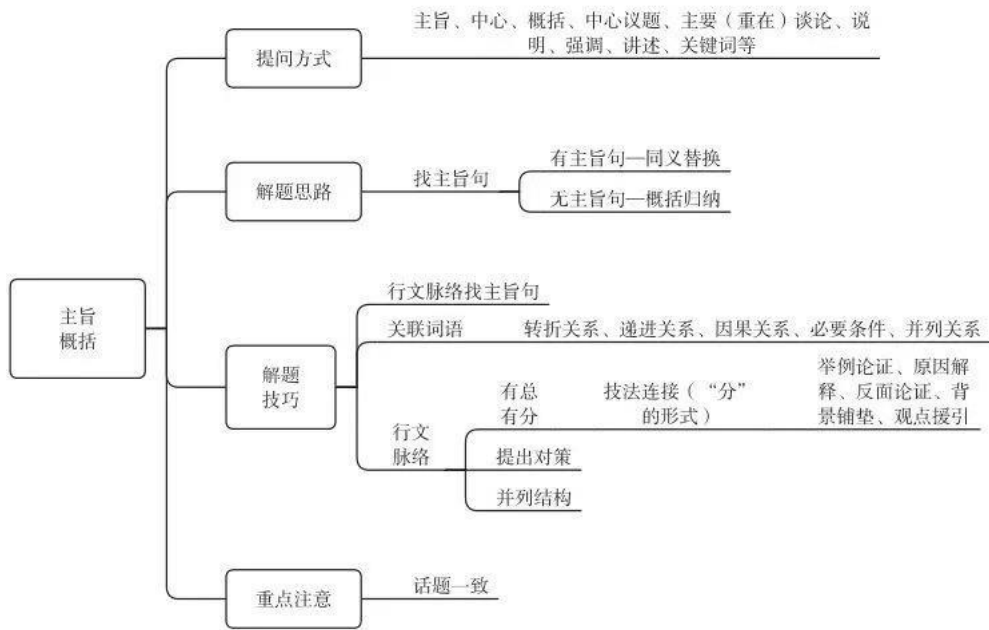 主旨
概括
提问方式
主旨、中心、概括、中心议题、主要（重在）谈论、说
明、强调、讲述、关键词等
解题思路
找主旨句
有主旨句—同义替换
无主旨句—概括归纳
解题
技巧
行文脉络找主旨句
关联词语
转折关系、递进关系、因果关系、必要条件、并列关系
行文
脉络
有总
有分
技法连接（“分”
的形式）
举例论证、原因解
释、反面论证、背
景铺垫、观点援引
提出对策
并列结构
重点注意
话题一致